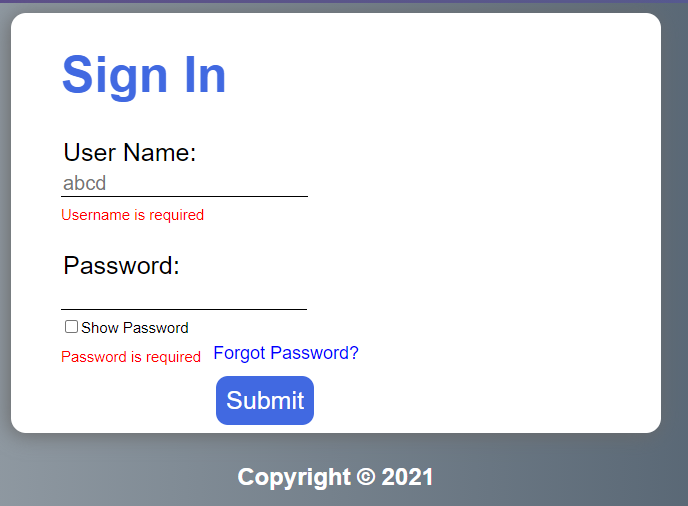 Sign In
User Name:
abcd
Username is required
Password:
Show Password
Password is required Forgot Password?
Submit
Copyright © 2021